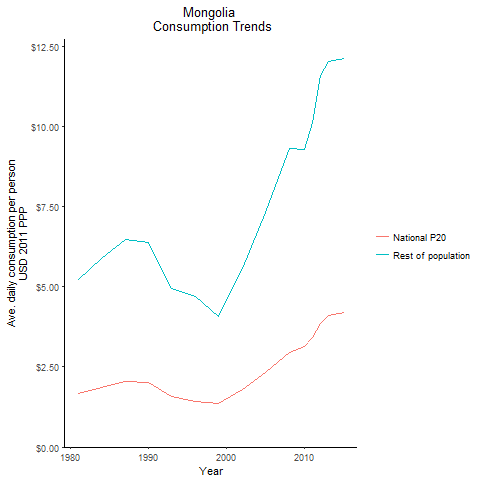 Mongolia
Consumption Trends
$12.50
$10.00
$7.50
$5.00
$2.50
$0.00
Ave. daily consumption per person
USD 2011 PPP
1980
1990
2000
2010
Year
National P20
Rest of population